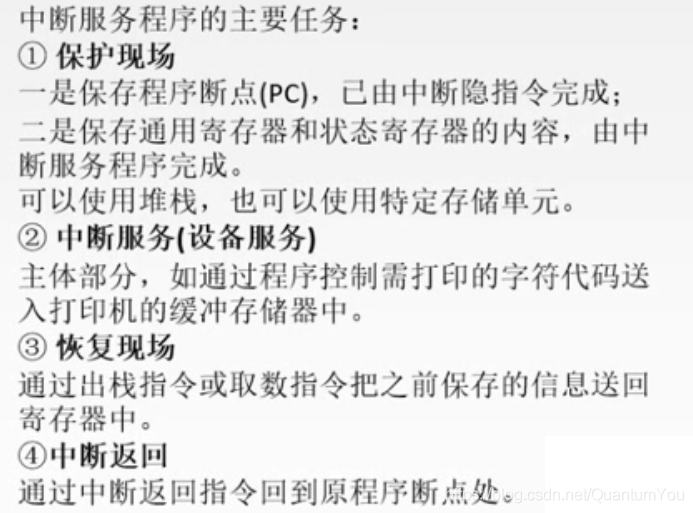 中断服务程序的主要任务：
① 保护现场
一是保存程序断点(PC)，已由中断隐指令完成；
二是保存通用寄存器和状态寄存器的内容，由中
断服务程序完成。
可以使用堆栈，也可以使用特定存储单元。
② 中断服务(设备服务)
主体部分，如通过程序控制需打印的字符代码送
入打印机的缓冲存储器中。
③ 恢复现场
通过出栈指令或取数指令把之前保存的信息送回
寄存器中。
④中断返回
通过中断返回指令回到原程序断点处。
https://blog.csdn.net/QuantumYou